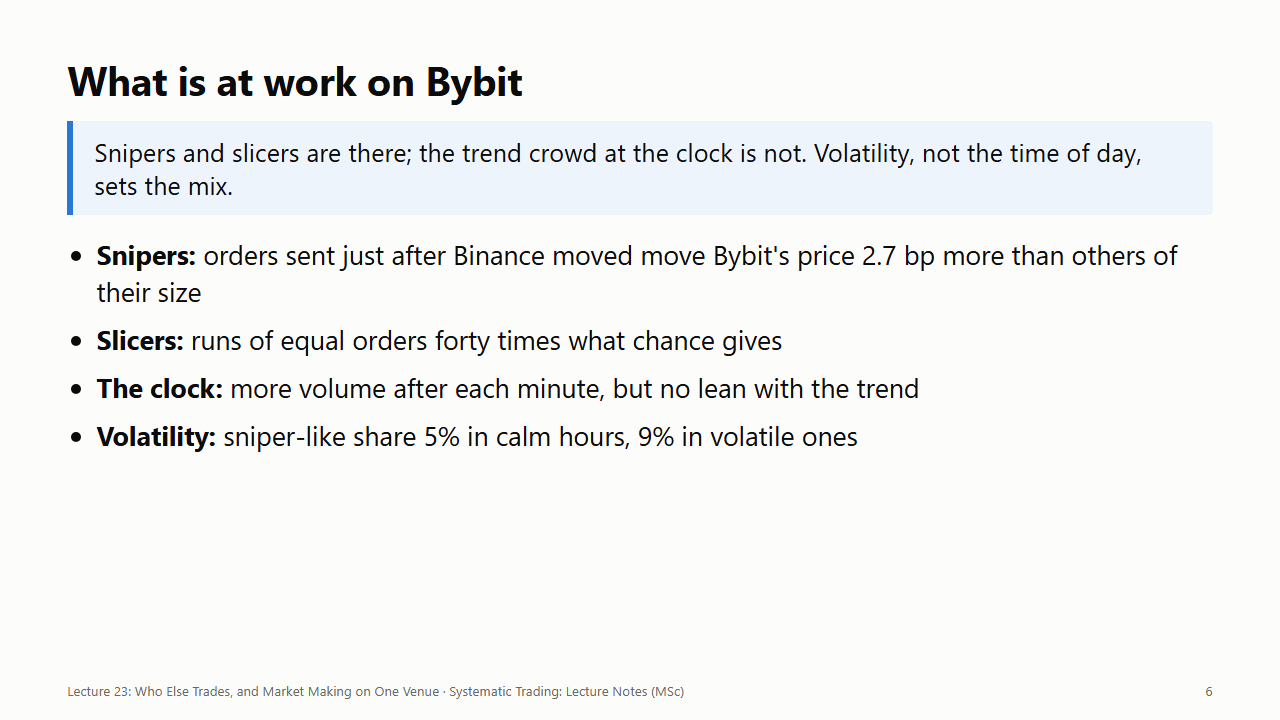 What is at work on Bybit
Snipers and slicers are there; the trend crowd at the clock is not. Volatility, not the time of day,
sets the mix.
• Snipers: orders sent just after Binance moved move Bybit's price 2.7 bp more than others of
their size
• Slicers: runs of equal orders forty times what chance gives
• The clock: more volume after each minute, but no lean with the trend
• Volatility: sniper-like share 5% in calm hours, 9% in volatile ones
Lecture 23: Who Else Trades, and Market Making on One Venue · Systematic Trading: Lecture Notes (MSc)
6